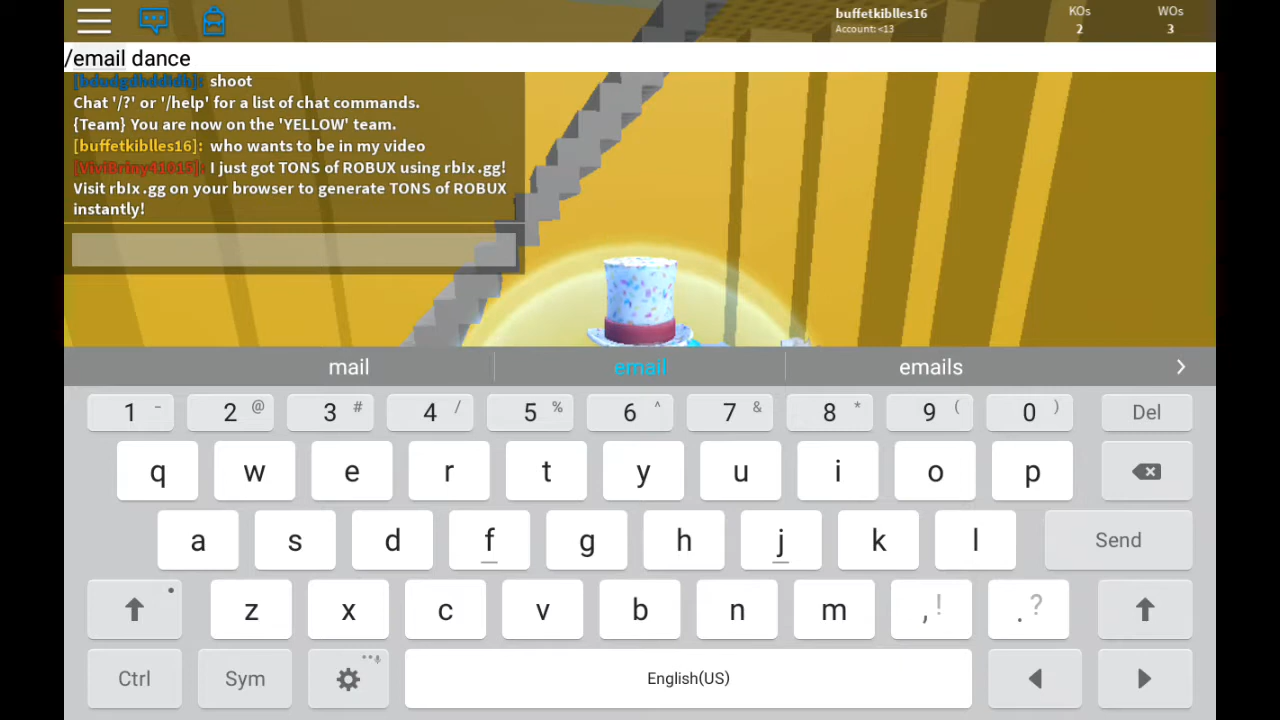 buffetkiblles16
Account: <13
KOs
2
WOs
3
/email dance
shoot
Chat '/?' or '/help' for a list of chat commands.
{Team} You are now on the 'YELLOW' team.
[buffetkiblles16]: who wants to be in my video
[ViviBriny41015]: I just got TONS of ROBUX using rbIx.gg!
Visit rbIx.gg on your browser to generate TONS of ROBUX
instantly!
mail email emails >
1 - 2 @ 3 # 4 / 5 % 6 ^ 7 & 8 * 9 ( 0 ) Del
q w e r t y u i o p
a s d f g h j k l Send
z x c v b n m , ! . ?
Ctrl Sym English(US)